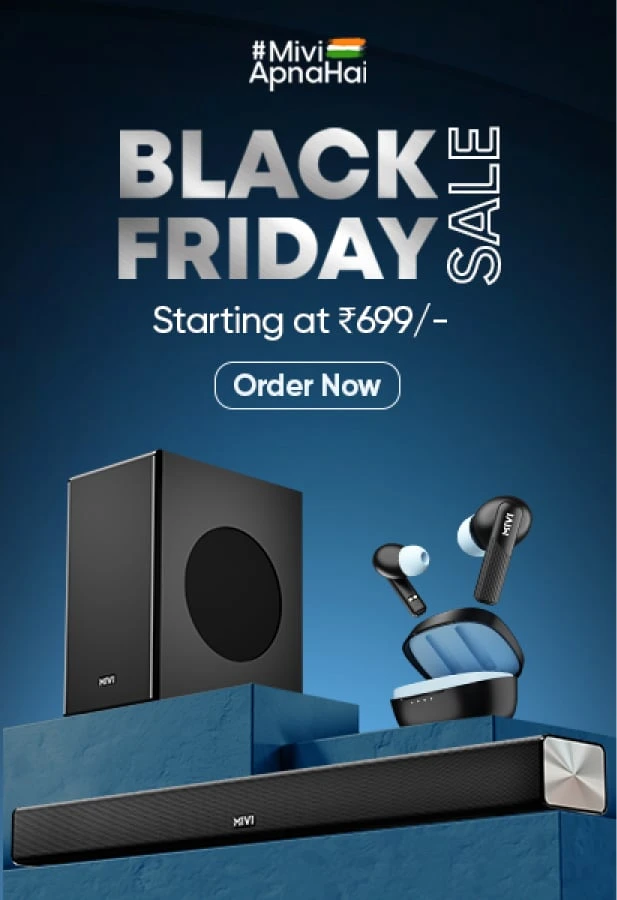 #Mivi
ApnaHai
BLACK
FRIDAY
SALE
Starting at ₹699/-
Order Now
MIVI
MIVI
MIVI